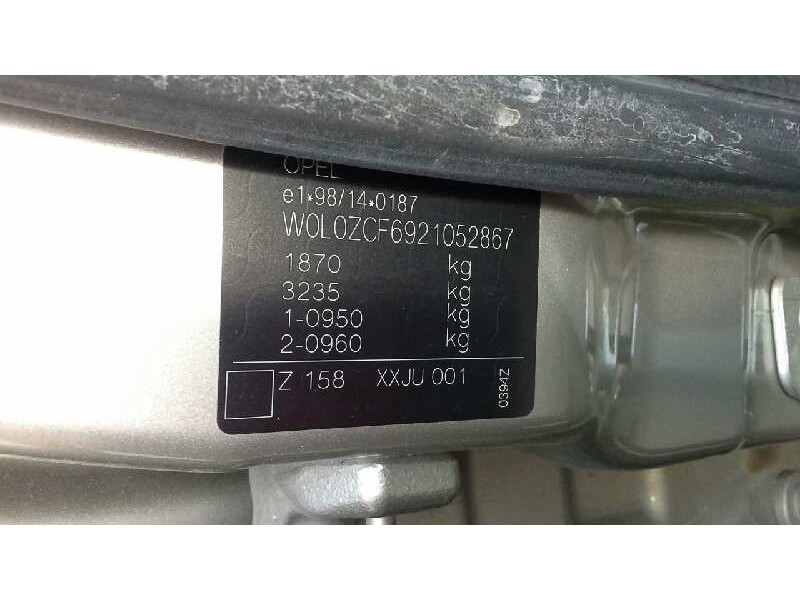 OPEL
e1*98/14*0187
W0L0ZCF6921052867
1870 kg
3235 kg
1-0950 kg
2-0960 kg
Z 158 XXJU 001
0394Z